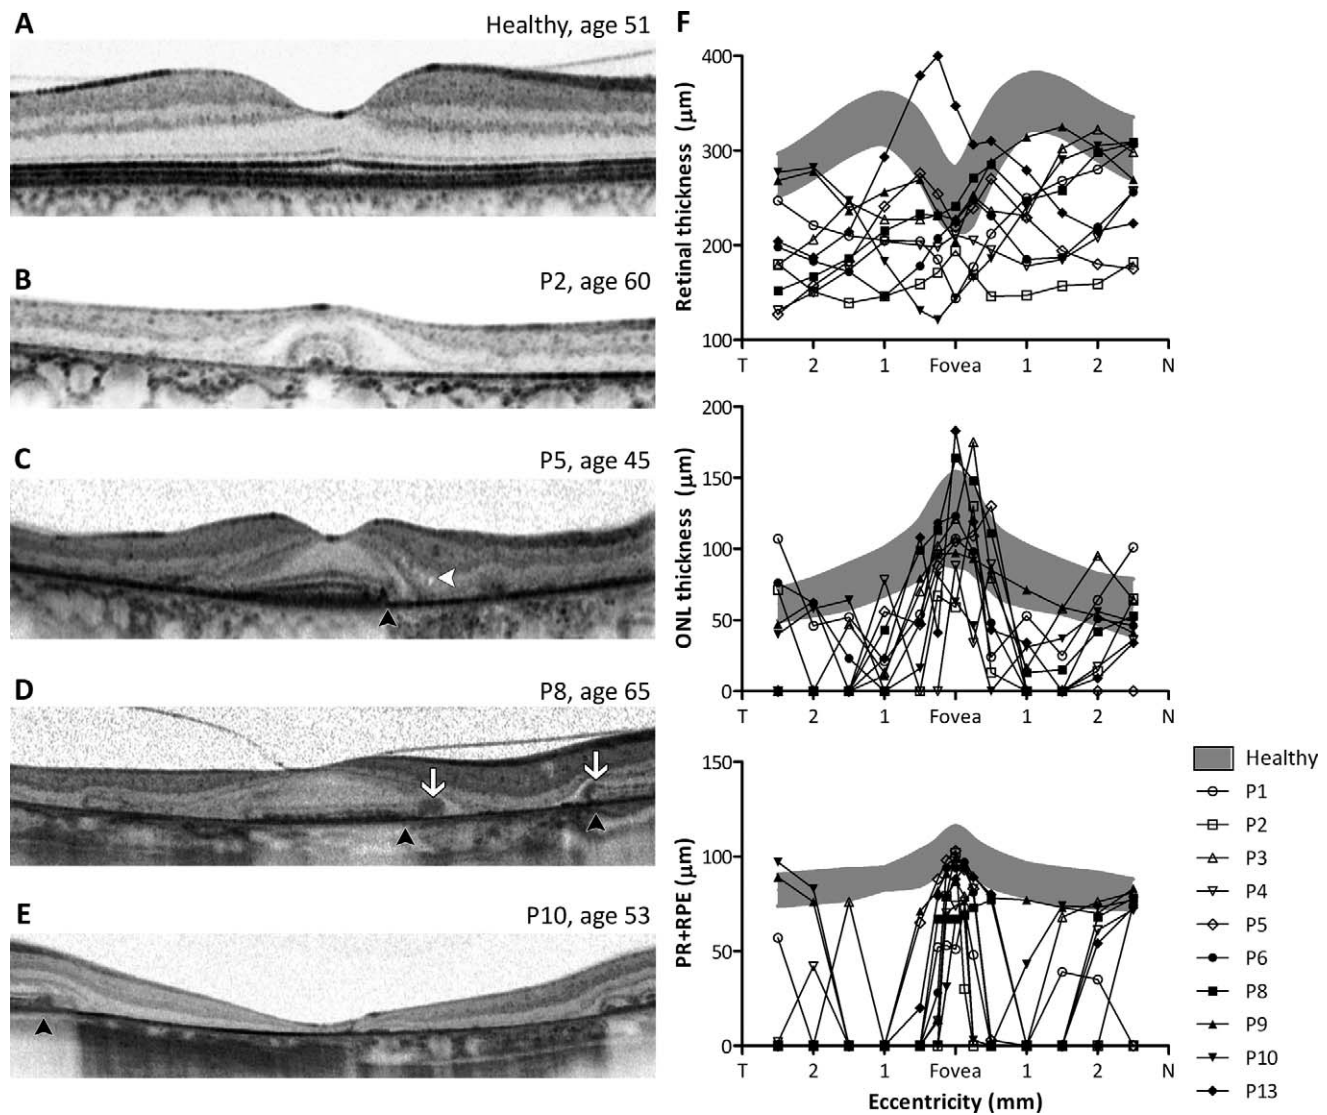 A
Healthy, age 51
B
P2, age 60
C
P5, age 45
D
P8, age 65
E
P10, age 53
F
Retinal thickness (μm)
400
300
200
100
T 2 1 Fovea 1 2 N
ONL thickness (μm)
200
150
100
50
0
T 2 1 Fovea 1 2 N
PR+RPE (μm)
150
100
50
0
T 2 1 Fovea 1 2 N
Eccentricity (mm)
Healthy
P1
P2
P3
P4
P5
P6
P8
P9
P10
P13